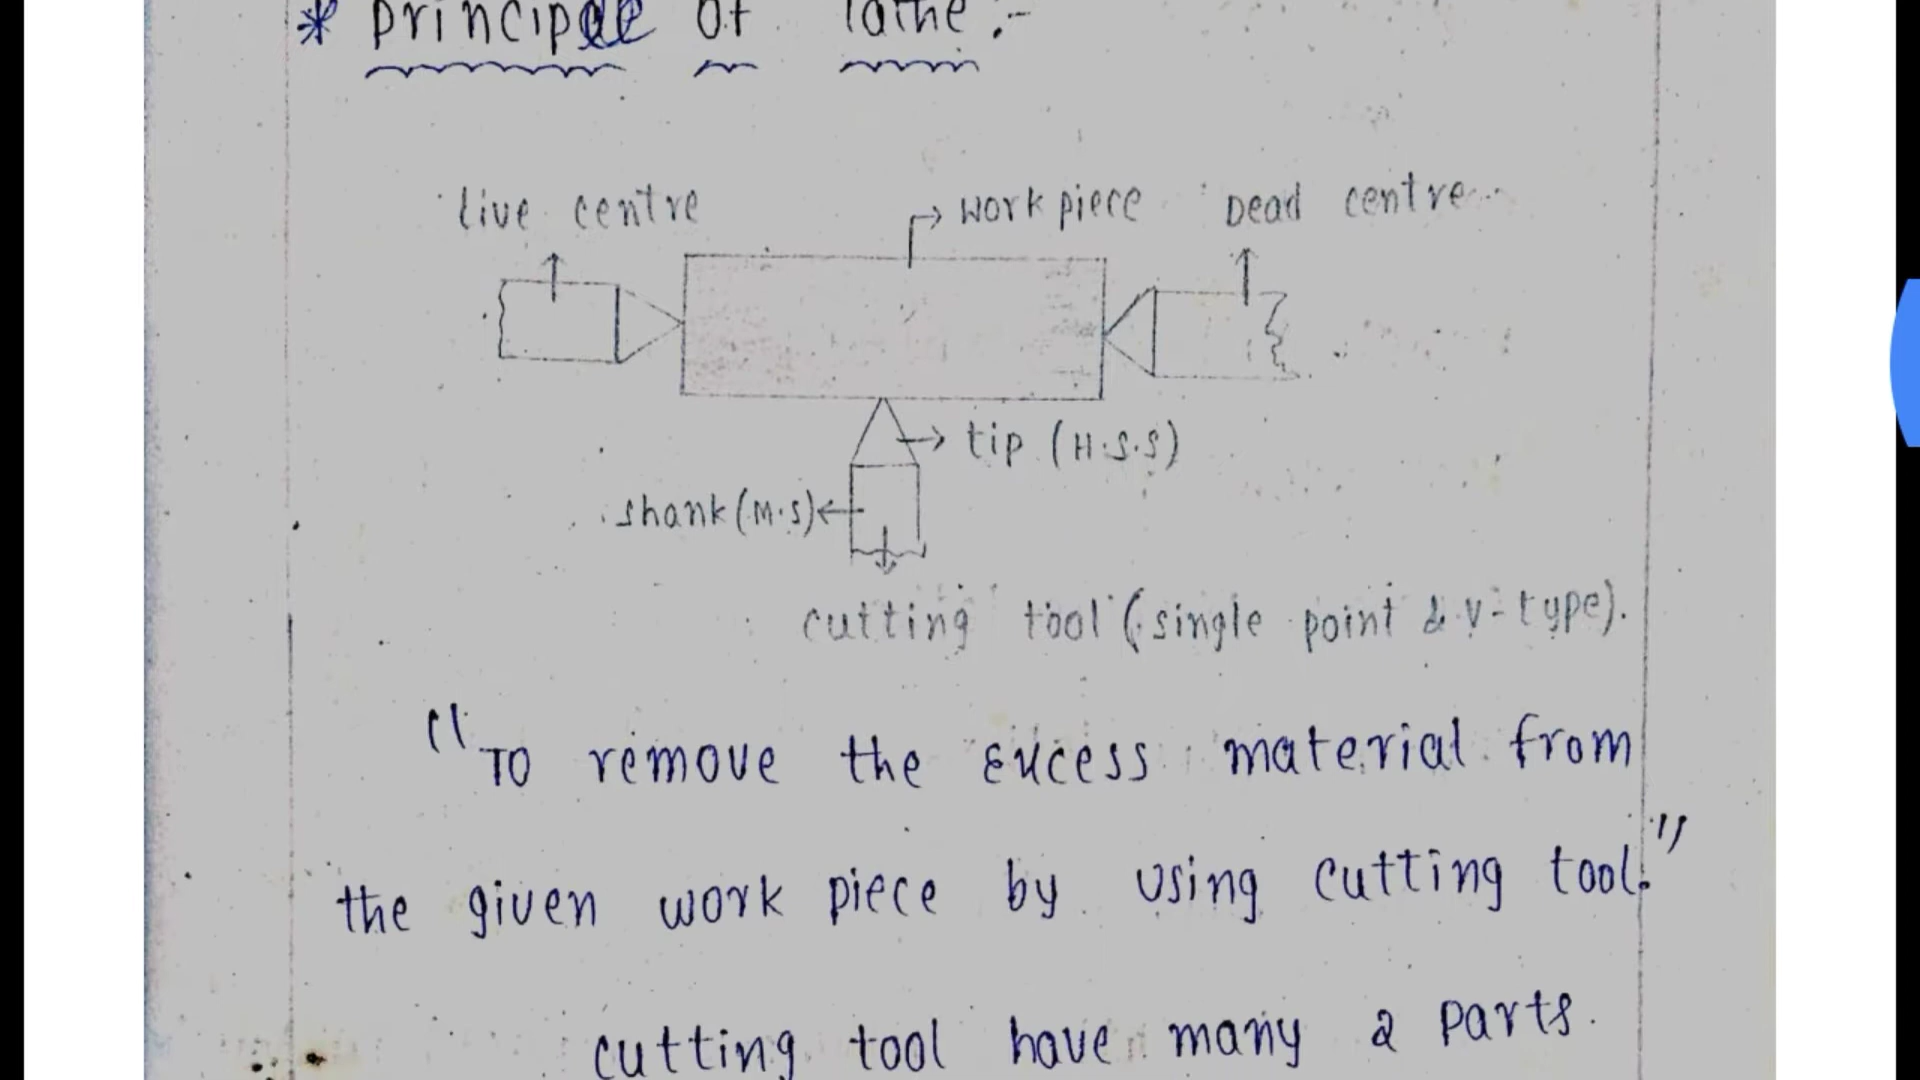 * principle of lathe :-
live centre
work piece
Dead centre
tip (H.S.S)
shank (M.S)
cutting tool (single point & V-type).
"To remove the excess material from
the given work piece by using cutting tool."
cutting tool have many 2 parts.